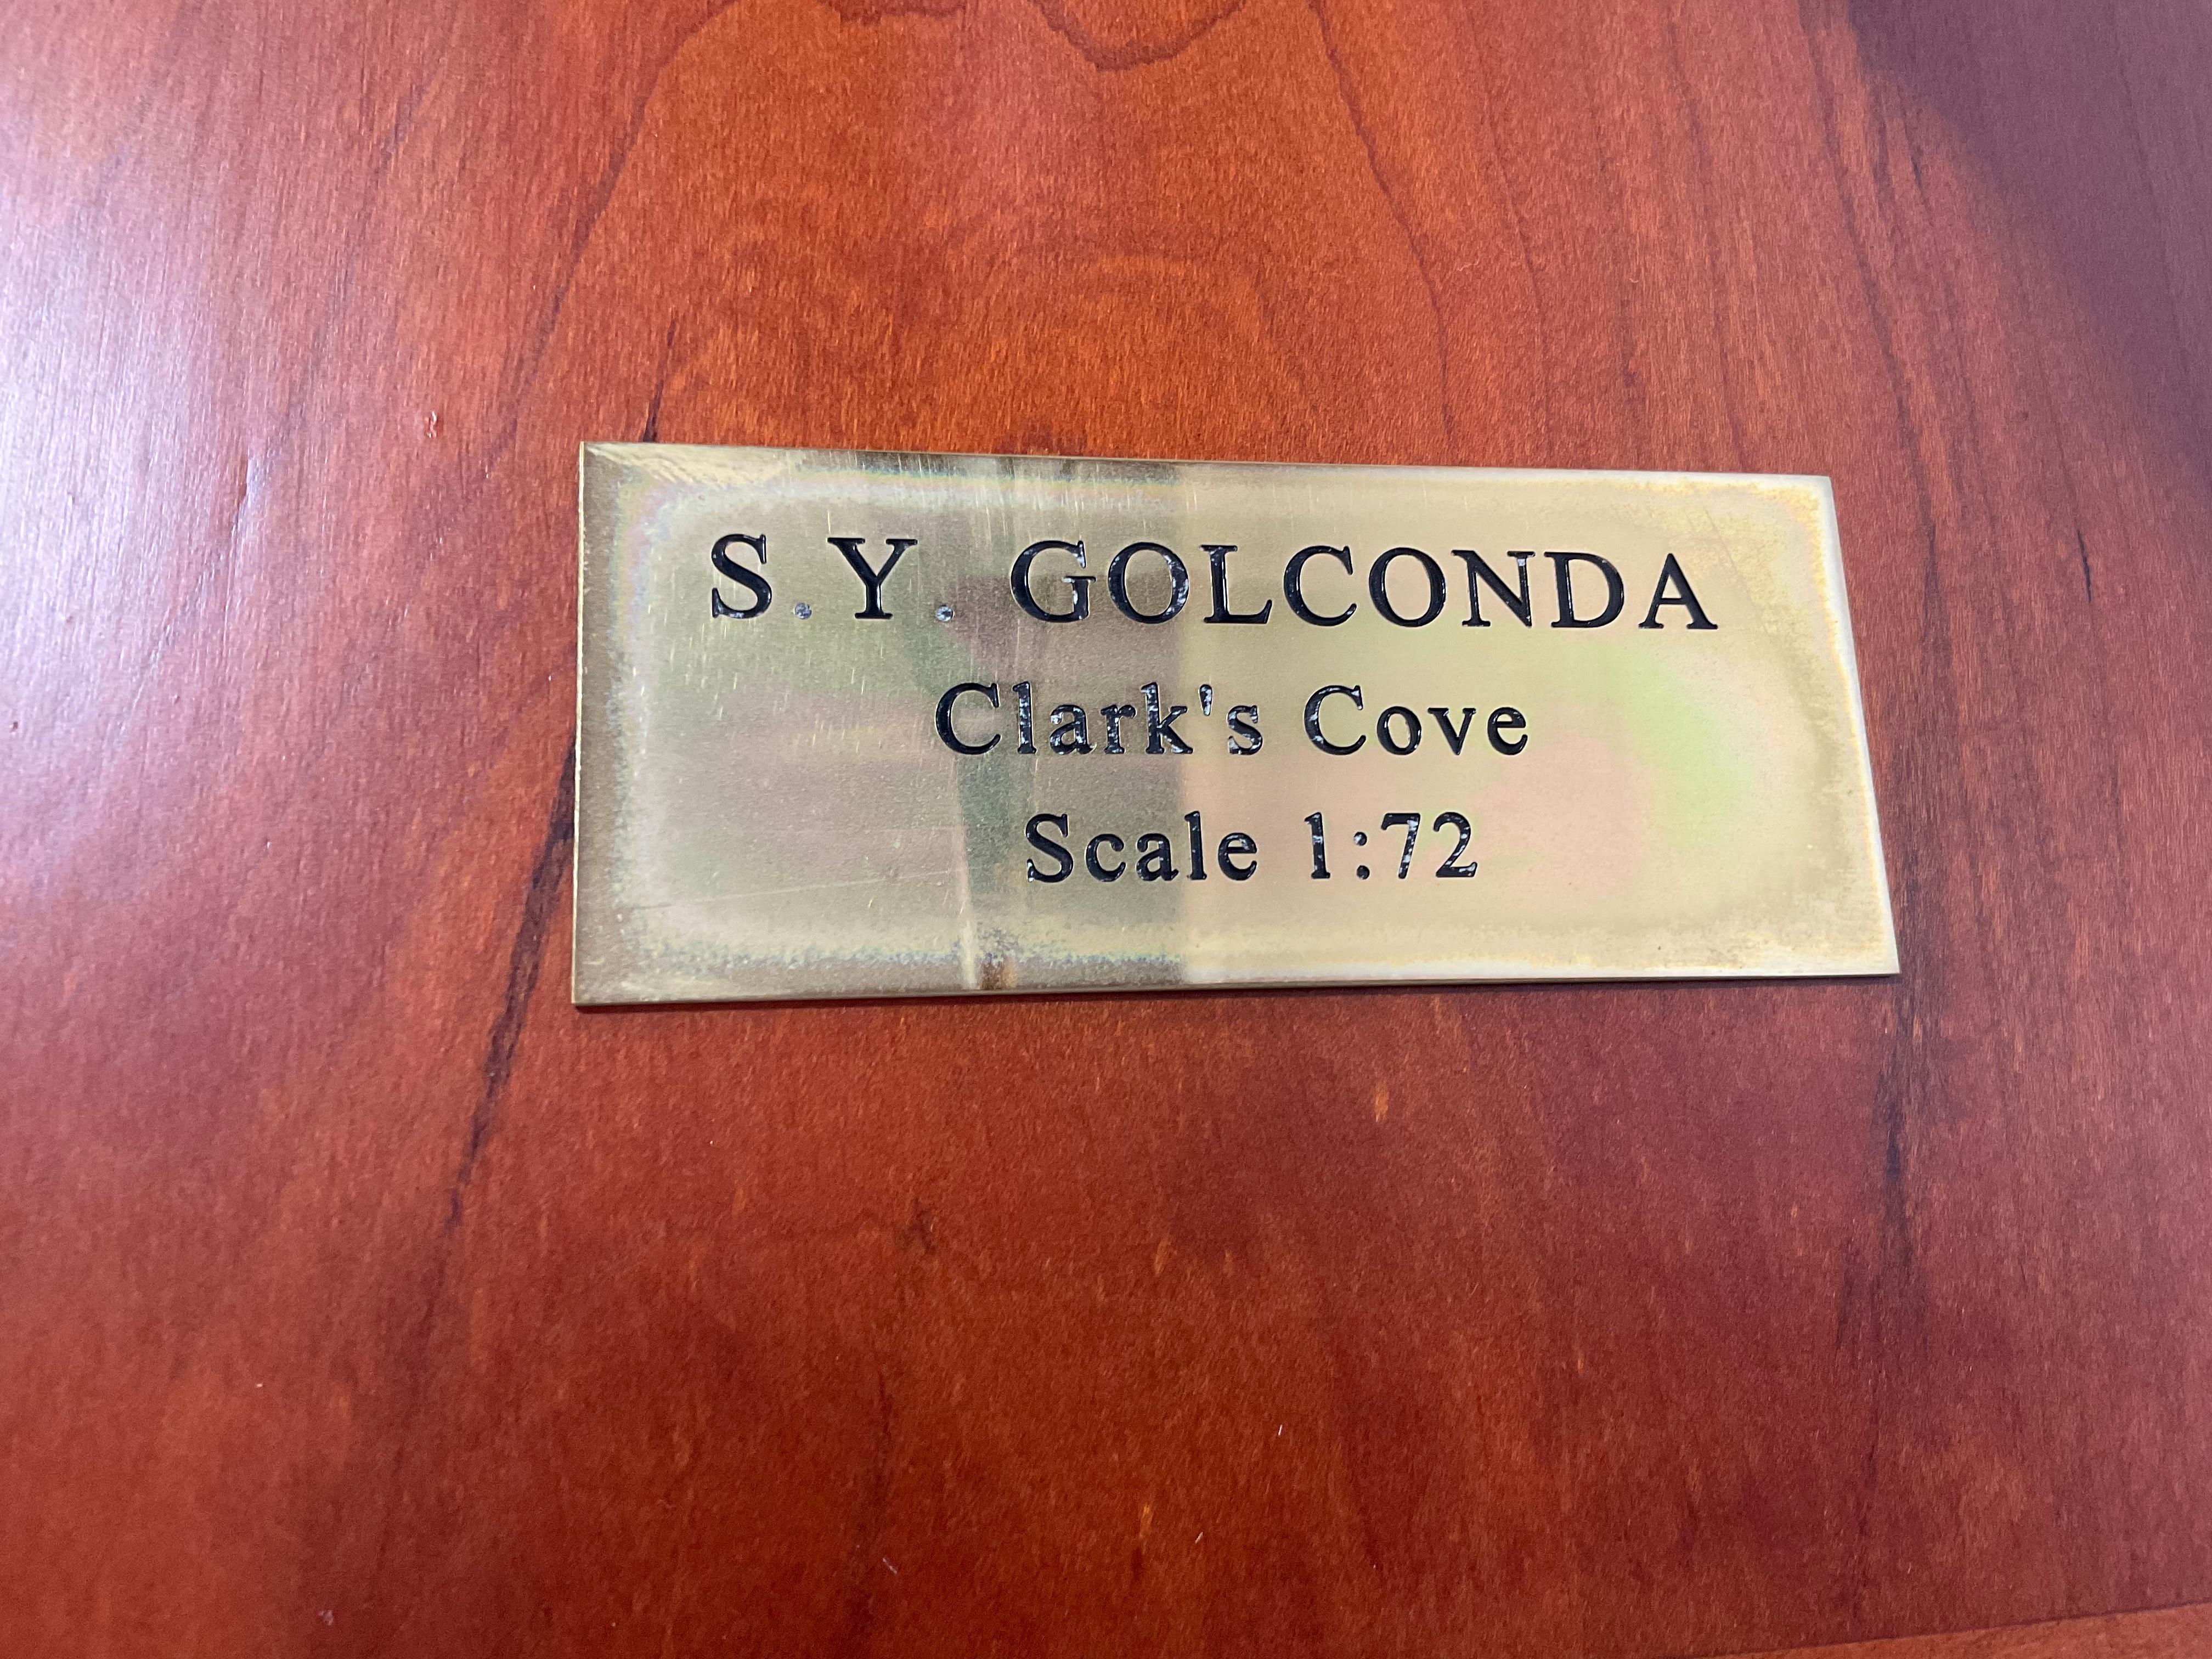 S.Y. GOLCONDA
Clark's Cove
Scale 1:72